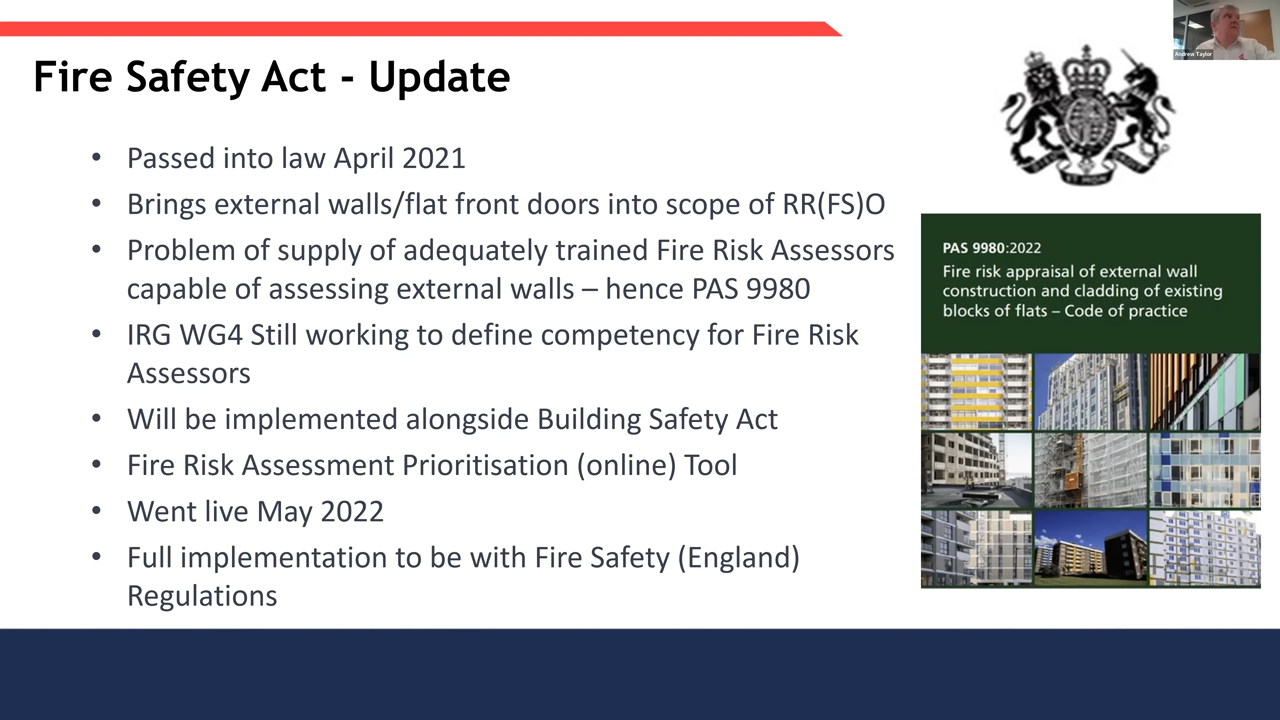 Andrew Taylor
Fire Safety Act - Update
• Passed into law April 2021
• Brings external walls/flat front doors into scope of RR(FS)O
• Problem of supply of adequately trained Fire Risk Assessors
capable of assessing external walls – hence PAS 9980
• IRG WG4 Still working to define competency for Fire Risk
Assessors
• Will be implemented alongside Building Safety Act
• Fire Risk Assessment Prioritisation (online) Tool
• Went live May 2022
• Full implementation to be with Fire Safety (England)
Regulations
PAS 9980:2022
Fire risk appraisal of external wall
construction and cladding of existing
blocks of flats – Code of practice